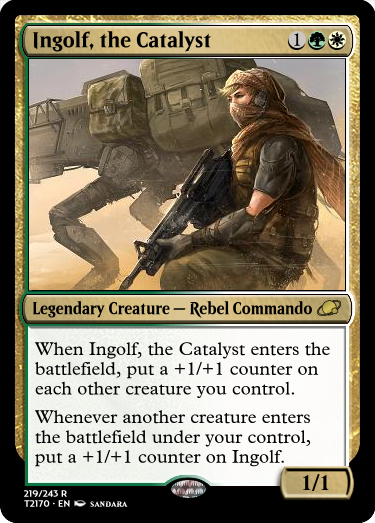 Ingolf, the Catalyst 1
Legendary Creature — Rebel Commando
When Ingolf, the Catalyst enters the
battlefield, put a +1/+1 counter on
each other creature you control.
Whenever another creature enters
the battlefield under your control,
put a +1/+1 counter on Ingolf.
1/1
219/243 R
T2170 • EN SANDARA